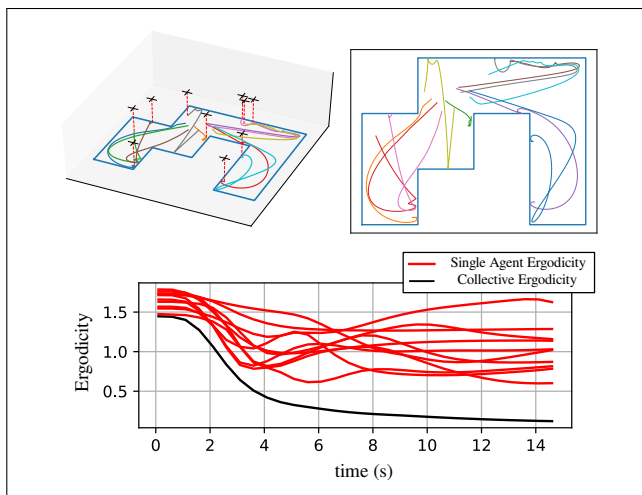 Single Agent Ergodicity
Collective Ergodicity
Ergodicity
1.5
1.0
0.5
0 2 4 6 8 10 12 14
time (s)